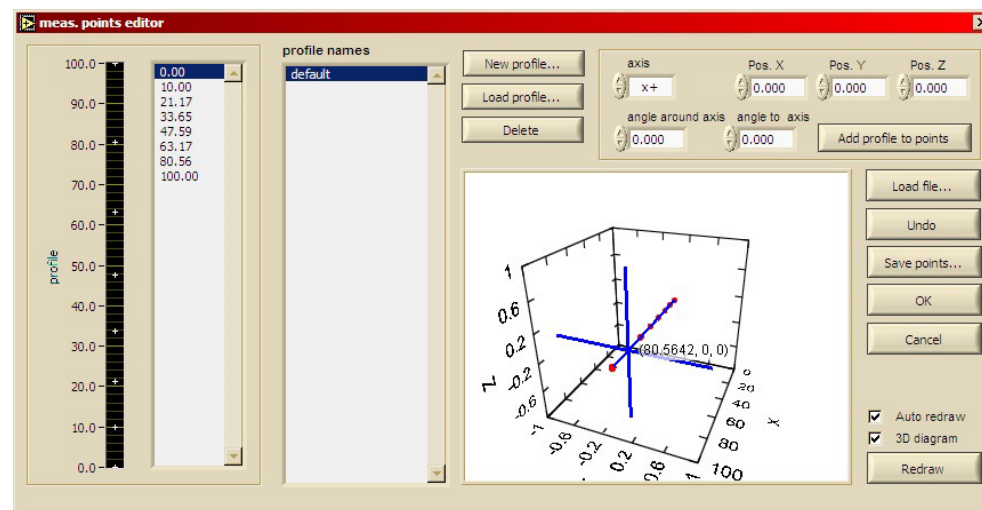 meas. points editor
profile names
100.0
90.0
80.0
70.0
60.0
50.0
40.0
30.0
20.0
10.0
0.0
profile
0.00
10.00
21.17
33.65
47.59
63.17
80.56
100.00
default
New profile...
Load profile...
Delete
axis
Pos. X
Pos. Y
Pos. Z
x+
0.000
0.000
0.000
angle around axis
angle to axis
0.000
0.000
Add profile to points
1
0.6
0.2
-0.2
-0.6
Z
(80.5642, 0, 0)
-1
-0.6
-0.2
0.2
0.6
1
0
20
40
60
80
100
X
Load file...
Undo
Save points...
OK
Cancel
Auto redraw
3D diagram
Redraw